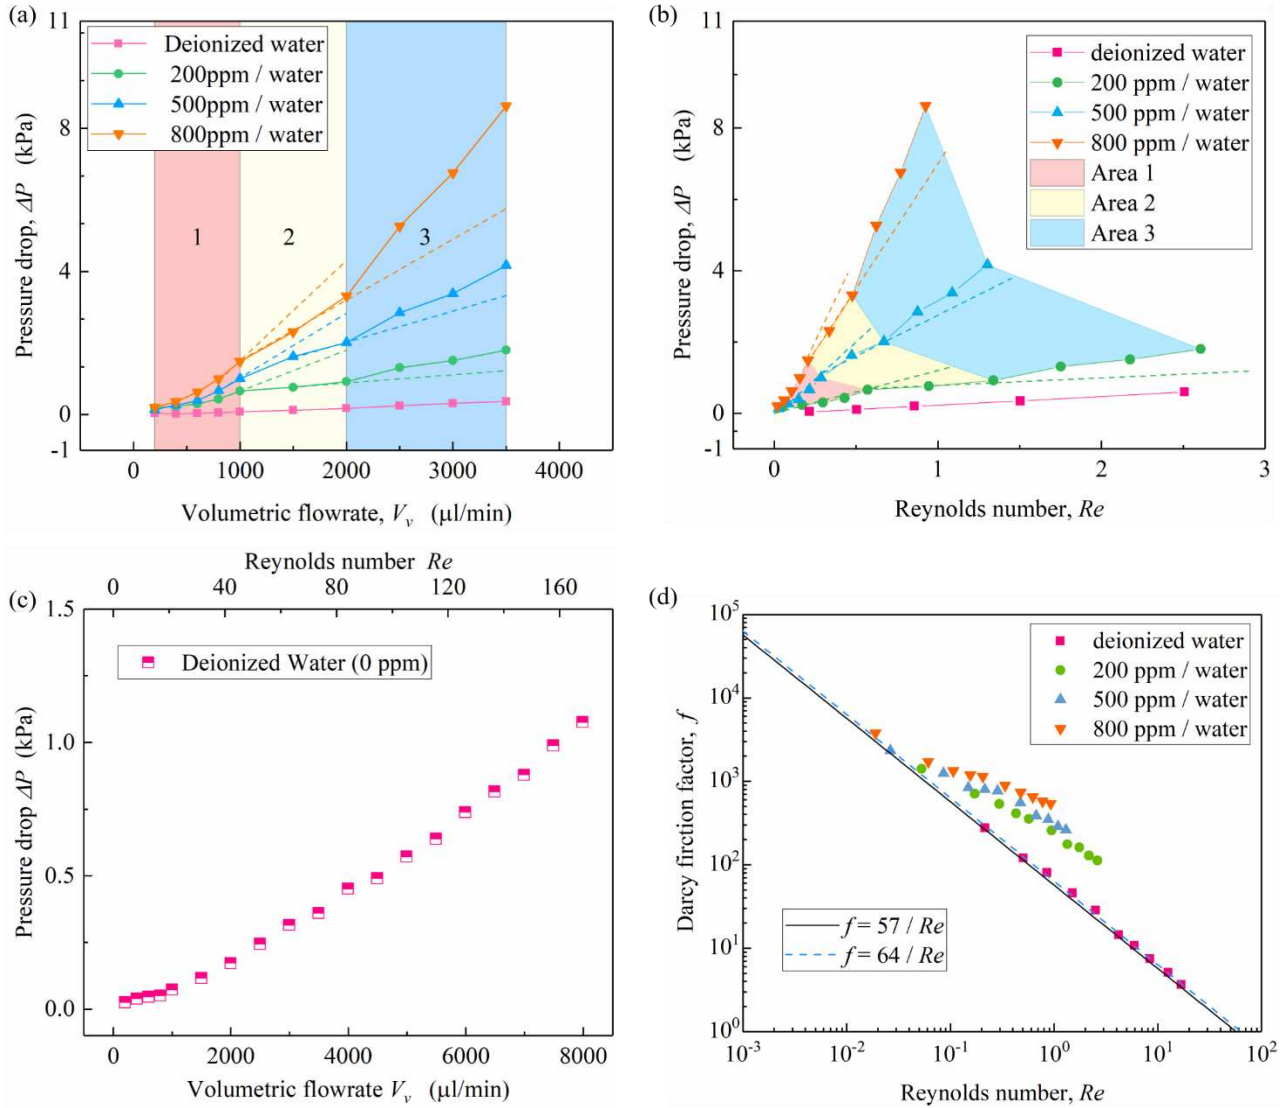 (a)
11
8
4
0
-1
Pressure drop, ΔP (kPa)
Deionized water
200ppm / water
500ppm / water
800ppm / water
1
2
3
0 1000 2000 3000 4000
Volumetric flowrate, Vv (μl/min)
(b)
11
8
4
0
-1
Pressure drop, ΔP (kPa)
deionized water
200 ppm / water
500 ppm / water
800 ppm / water
Area 1
Area 2
Area 3
0 1 2 3
Reynolds number, Re
(c)
Reynolds number Re
0 40 80 120 160
1.5
1.0
0.5
0.0
Pressure drop ΔP (kPa)
Deionized Water (0 ppm)
0 2000 4000 6000 8000
Volumetric flowrate Vv (μl/min)
(d)
10^5
10^4
10^3
10^2
10^1
10^0
Darcy firction factor, f
deionized water
200 ppm / water
500 ppm / water
800 ppm / water
f = 57 / Re
f = 64 / Re
10^-3 10^-2 10^-1 10^0 10^1 10^2
Reynolds number, Re